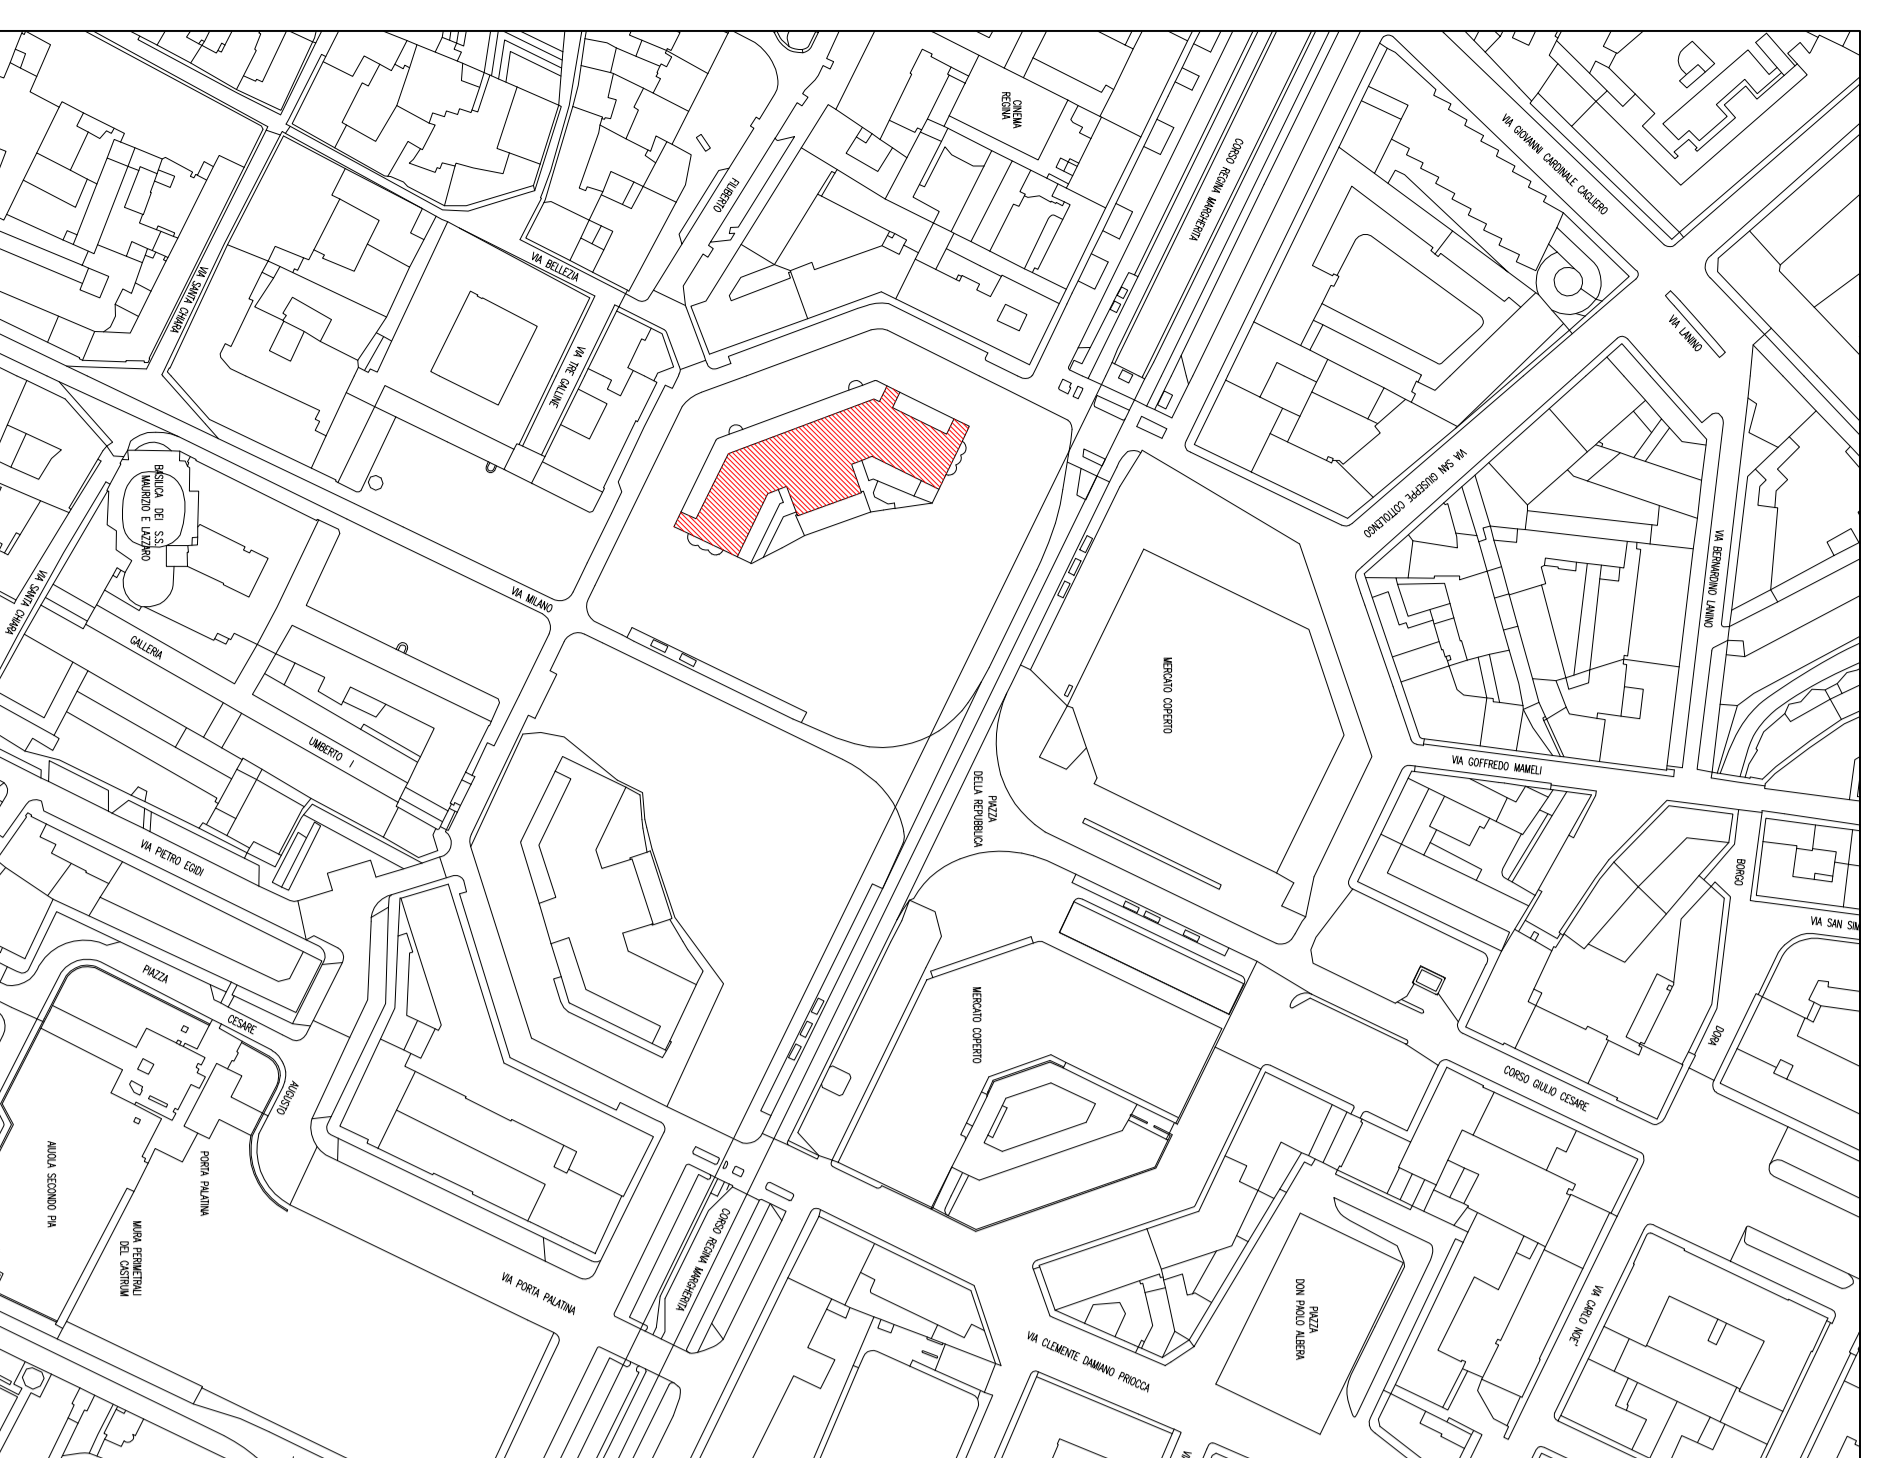 CINEMA
REGINA
CORSO REGINA MARGHERITA
VIA GIOVANNI CARDINALE CAGLIERO
FILIBERTO
VIA BELLEZIA
VIA SANTA CHIARA
VIA LANINO
VIA TRE GALLINE
VIA SAN GIUSEPPE COTTOLENGO
BASILICA DEI S.S.
MAURIZIO E LAZZARO
VIA BERNARDINO LANINO
VIA SANTA CHIARA
VIA MILANO
GALLERIA
UMBERTO I
MERCATO COPERTO
VIA GOFFREDO MAMELI
PIAZZA
DELLA REPUBBLICA
VIA PIETRO EGIDI
BORGO
DORA
VIA SAN SIM
PIAZZA
CESARE
AUGUSTO
MERCATO COPERTO
CORSO GIULIO CESARE
AIUOLA SECONDO PIA
PORTA PALATINA
MURA PERIMETRALI
DEL CASTRUM
VIA PORTA PALATINA
CORSO REGINA MARGHERITA
VIA CLEMENTE DAMIANO PRIOCCA
PIAZZA
DON PAOLO ALBERA
VIA CARLO NOE'